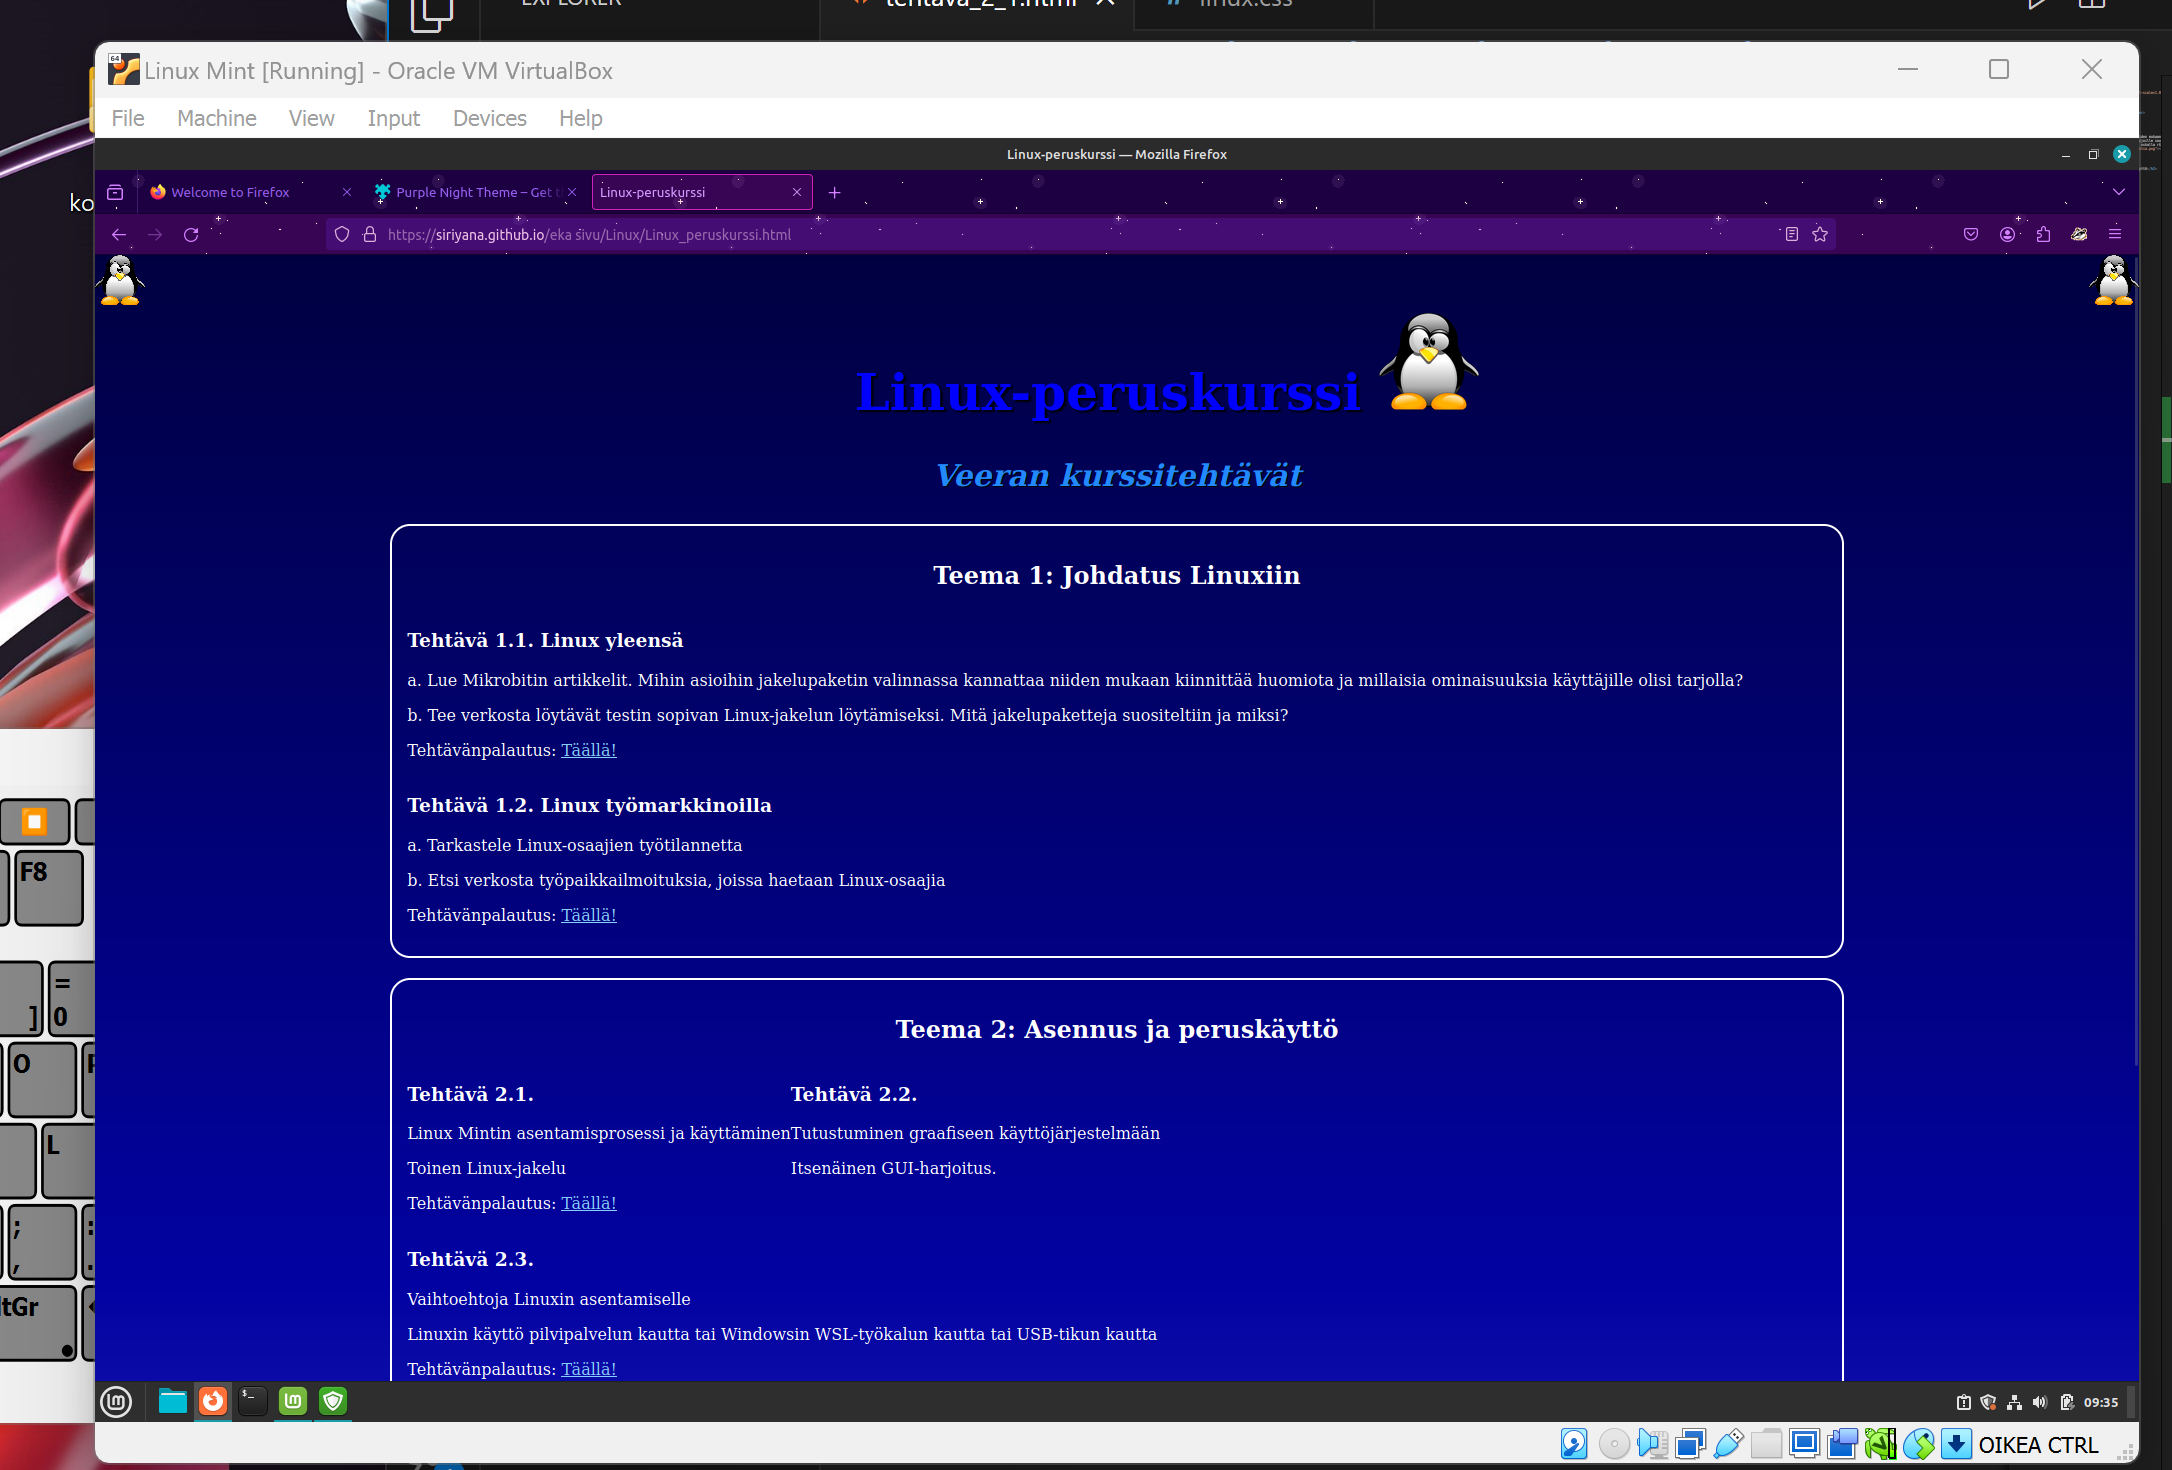 EXPLORER
tehtava_2_1.html
linux.css
Linux Mint [Running] - Oracle VM VirtualBox
File Machine View Input Devices Help
Linux-peruskurssi — Mozilla Firefox
Welcome to Firefox
Purple Night Theme – Get t
Linux-peruskurssi
https://siriyana.github.io/eka sivu/Linux/Linux_peruskurssi.html
ko
Linux-peruskurssi
Veeran kurssitehtävät
Teema 1: Johdatus Linuxiin
Tehtävä 1.1. Linux yleensä
a. Lue Mikrobitin artikkelit. Mihin asioihin jakelupaketin valinnassa kannattaa niiden mukaan kiinnittää huomiota ja millaisia ominaisuuksia käyttäjille olisi tarjolla?
b. Tee verkosta löytävät testin sopivan Linux-jakelun löytämiseksi. Mitä jakelupaketteja suositeltiin ja miksi?
Tehtävänpalautus: Täällä!
Tehtävä 1.2. Linux työmarkkinoilla
a. Tarkastele Linux-osaajien työtilannetta
b. Etsi verkosta työpaikkailmoituksia, joissa haetaan Linux-osaajia
Tehtävänpalautus: Täällä!
Teema 2: Asennus ja peruskäyttö
Tehtävä 2.1.
Linux Mintin asentamisprosessi ja käyttäminen
Toinen Linux-jakelu
Tehtävänpalautus: Täällä!
Tehtävä 2.2.
Tutustuminen graafiseen käyttöjärjestelmään
Itsenäinen GUI-harjoitus.
Tehtävä 2.3.
Vaihtoehtoja Linuxin asentamiselle
Linuxin käyttö pilvipalvelun kautta tai Windowsin WSL-työkalun kautta tai USB-tikun kautta
Tehtävänpalautus: Täällä!
F8
]
=
0
O
P
L
;
,
:
.
ltGr
09:35
OIKEA CTRL